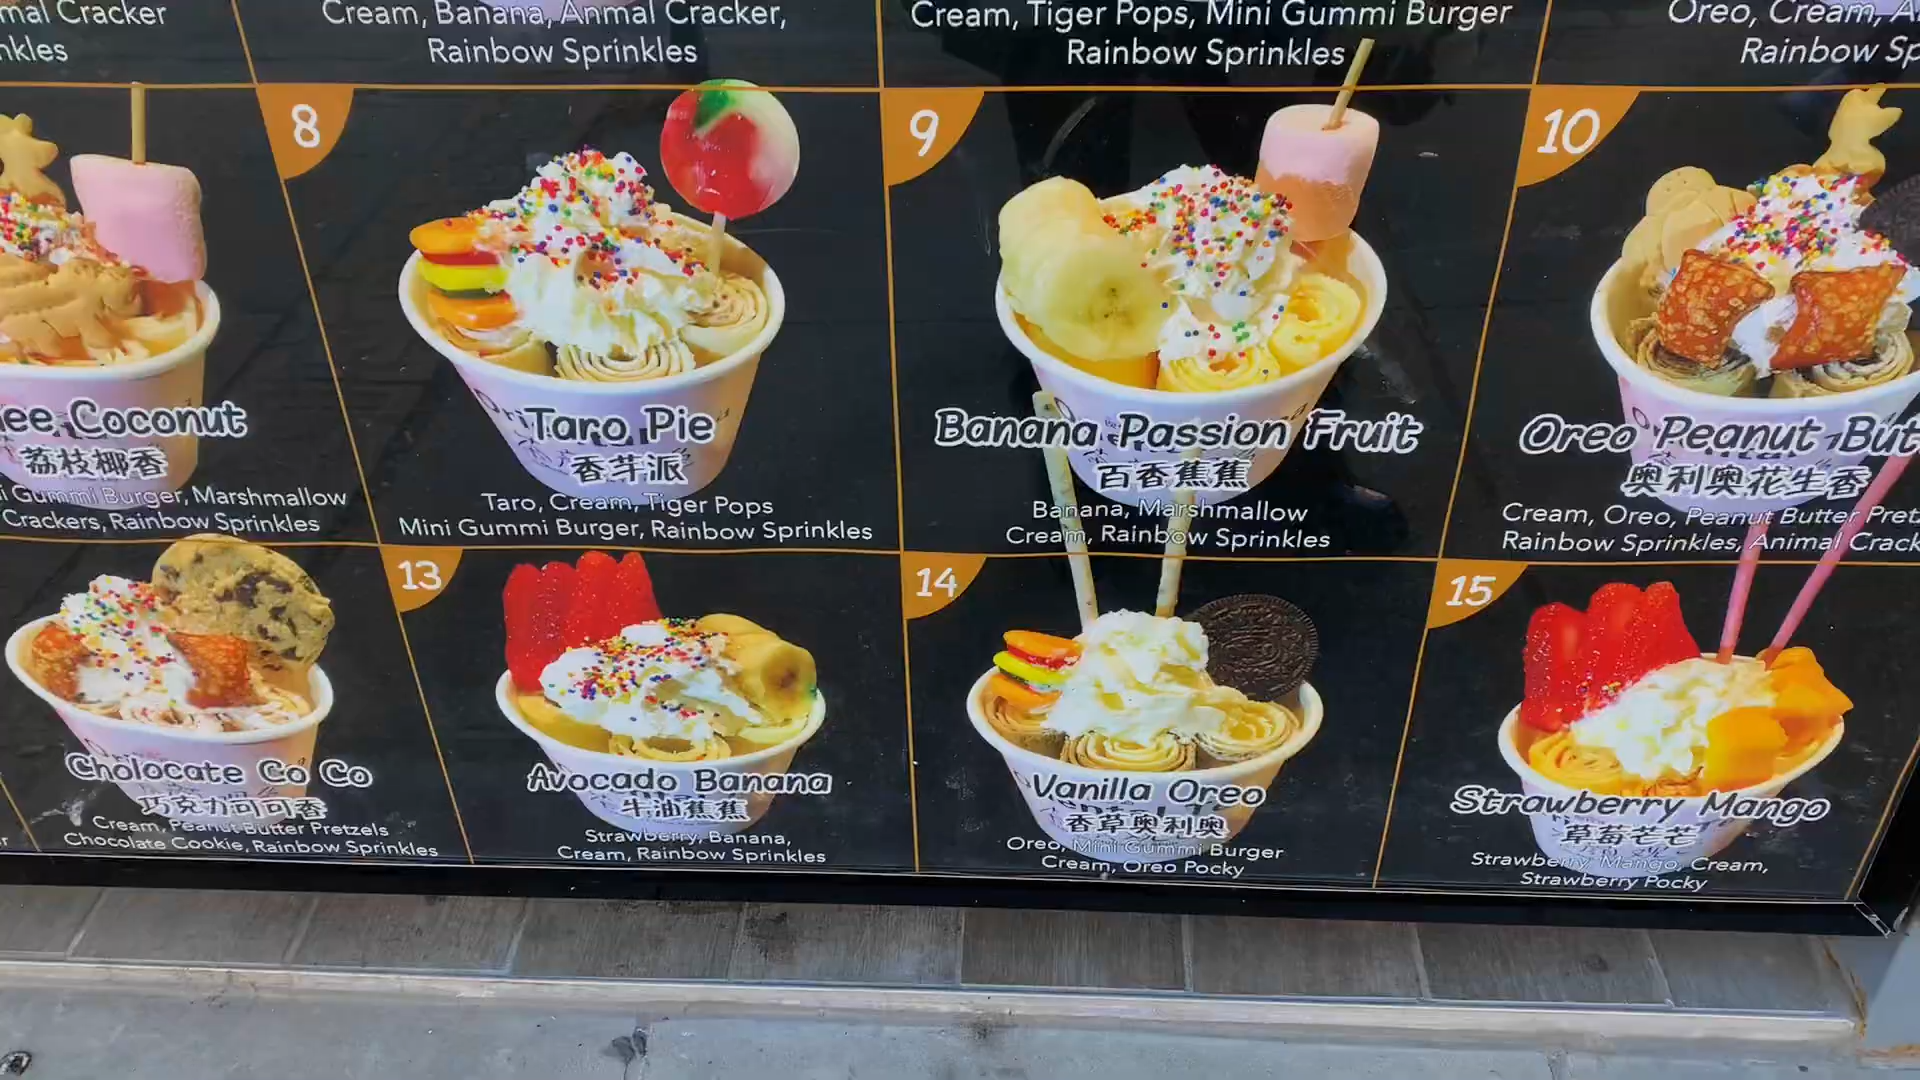 mal Cracker
nkles
Cream, Banana, Anmal Cracker,
Rainbow Sprinkles
Cream, Tiger Pops, Mini Gummi Burger
Rainbow Sprinkles
Oreo, Cream, A
Rainbow Sp
ee Coconut
荔枝椰香
i Gummi Burger, Marshmallow
Crackers, Rainbow Sprinkles
8
Taro Pie
香芽派
Taro, Cream, Tiger Pops
Mini Gummi Burger, Rainbow Sprinkles
9
Banana Passion Fruit
百香蕉蕉
Banana, Marshmallow
Cream, Rainbow Sprinkles
10
Oreo Peanut But
奥利奥花生香
Cream, Oreo, Peanut Butter Pret
Rainbow Sprinkles, Animal Crack
Cholocate Co Co
巧克力可可香
Cream, Peanut Butter Pretzels
Chocolate Cookie, Rainbow Sprinkles
13
Avocado Banana
牛油蕉蕉
Strawberry, Banana,
Cream, Rainbow Sprinkles
14
Vanilla Oreo
香草奥利奥
Oreo, Mini Gummi Burger
Cream, Oreo Pocky
15
Strawberry Mango
草莓芒芒
Strawberry, Mango, Cream,
Strawberry Pocky